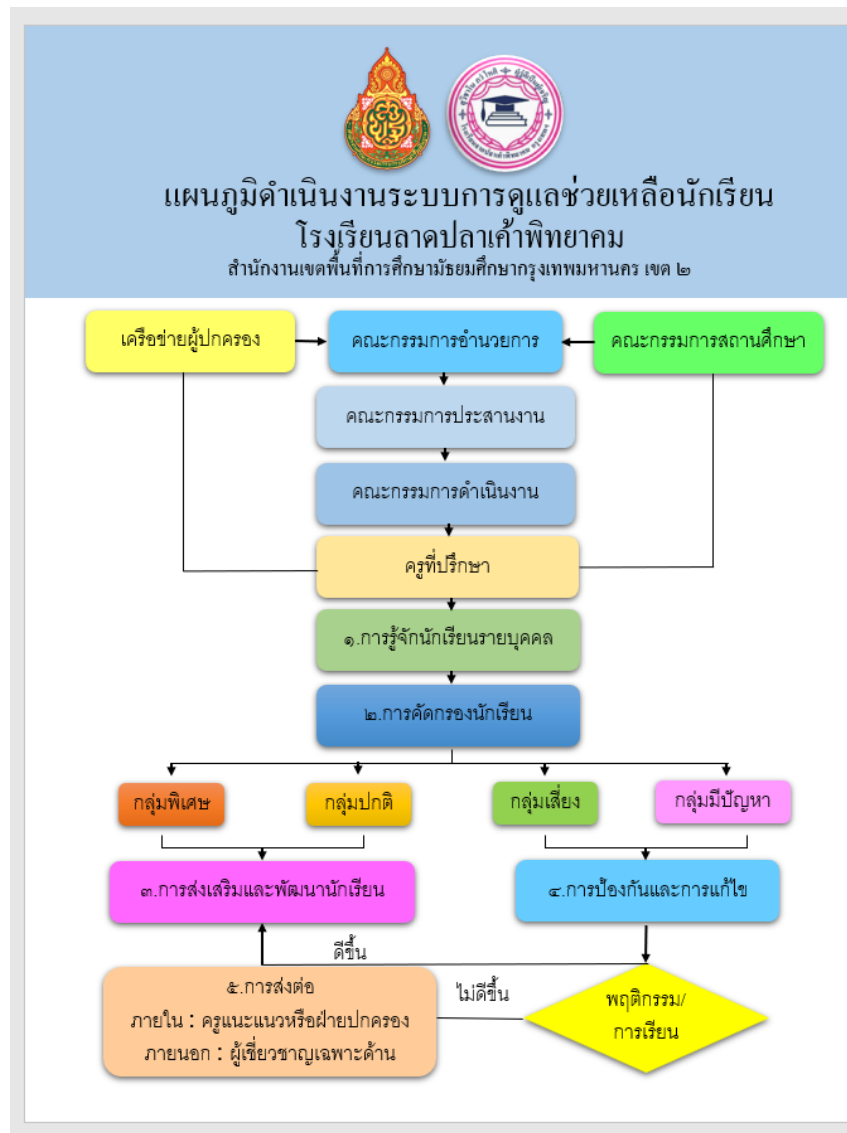 แผนภูมิดำเนินงานระบบการดูแลช่วยเหลือนักเรียน
โรงเรียนลาดปลาเค้าพิทยาคม
สำนักงานเขตพื้นที่การศึกษามัธยมศึกษากรุงเทพมหานคร เขต ๒
เครือข่ายผู้ปกครอง
คณะกรรมการอำนวยการ
คณะกรรมการสถานศึกษา
คณะกรรมการประสานงาน
คณะกรรมการดำเนินงาน
ครูที่ปรึกษา
๑.การรู้จักนักเรียนรายบุคคล
๒.การคัดกรองนักเรียน
กลุ่มพิเศษ
กลุ่มปกติ
กลุ่มเสี่ยง
กลุ่มมีปัญหา
๓.การส่งเสริมและพัฒนานักเรียน
๔.การป้องกันและการแก้ไข
ดีขึ้น
๕.การส่งต่อ
ภายใน : ครูแนะแนวหรือฝ่ายปกครอง
ภายนอก : ผู้เชี่ยวชาญเฉพาะด้าน
ไม่ดีขึ้น
พฤติกรรม/
การเรียน